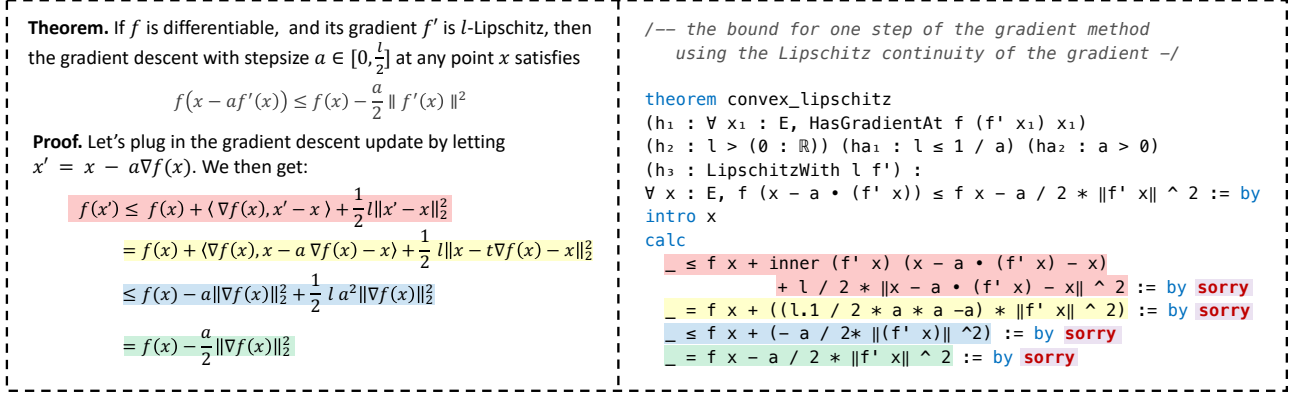 Theorem. If f is differentiable, and its gradient f′ is l-Lipschitz, then
the gradient descent with stepsize a ∈ [0, l/2] at any point x satisfies
f(x − af′(x)) ≤ f(x) − a/2 ‖ f′(x) ‖²
Proof. Let's plug in the gradient descent update by letting
x′ = x − a∇f(x). We then get:
f(x′) ≤ f(x) + ⟨ ∇f(x), x′ − x ⟩ + 1/2 l‖x′ − x‖₂²
= f(x) + ⟨∇f(x), x − a ∇f(x) − x⟩ + 1/2 l‖x − t∇f(x) − x‖₂²
≤ f(x) − a‖∇f(x)‖₂² + 1/2 l a²‖∇f(x)‖₂²
= f(x) − a/2 ‖∇f(x)‖₂²
/-- the bound for one step of the gradient method
using the Lipschitz continuity of the gradient -/
theorem convex_lipschitz
(h₁ : ∀ x₁ : E, HasGradientAt f (f' x₁) x₁)
(h₂ : l > (0 : ℝ)) (ha₁ : l ≤ 1 / a) (ha₂ : a > 0)
(h₃ : LipschitzWith l f') :
∀ x : E, f (x - a • (f' x)) ≤ f x - a / 2 * ‖f' x‖ ^ 2 := by
intro x
calc
_ ≤ f x + inner (f' x) (x - a • (f' x) - x)
+ l / 2 * ‖x - a • (f' x) - x‖ ^ 2 := by sorry
_ = f x + ((l.1 / 2 * a * a -a) * ‖f' x‖ ^ 2) := by sorry
_ ≤ f x + (- a / 2* ‖(f' x)‖ ^2) := by sorry
_ = f x - a / 2 * ‖f' x‖ ^ 2 := by sorry